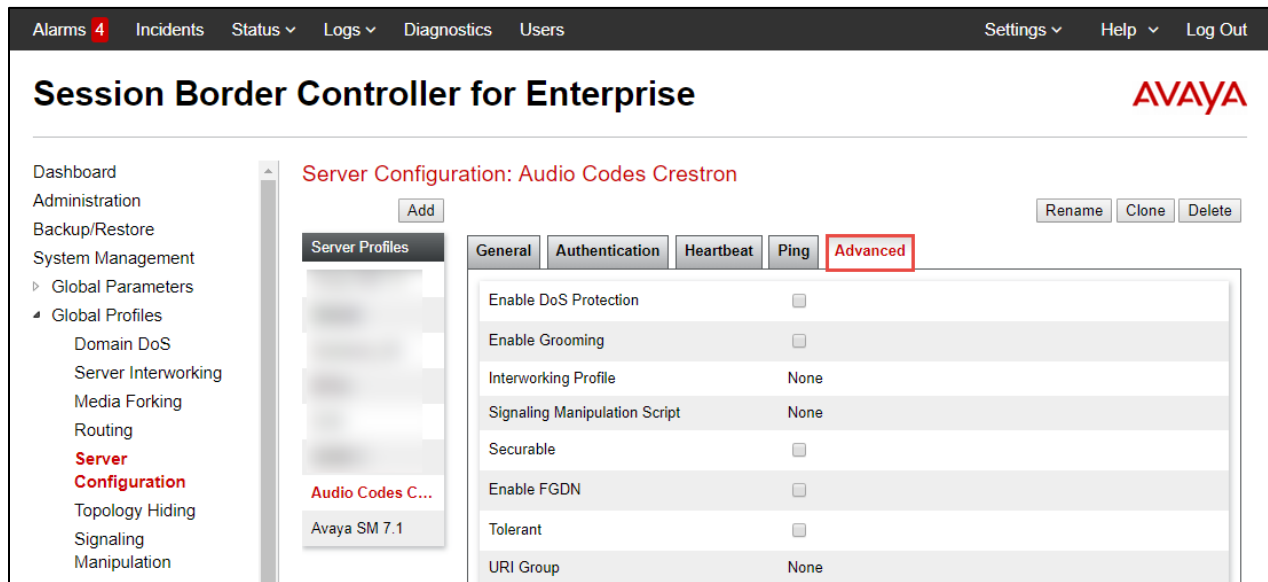 Alarms 4 Incidents Status Logs Diagnostics Users Settings Help Log Out
Session Border Controller for Enterprise
AVAYA
Dashboard
Administration
Backup/Restore
System Management
Global Parameters
Global Profiles
Domain DoS
Server Interworking
Media Forking
Routing
Server
Configuration
Topology Hiding
Signaling
Manipulation
Server Configuration: Audio Codes Crestron
Add
Rename Clone Delete
Server Profiles
Audio Codes C...
Avaya SM 7.1
General Authentication Heartbeat Ping Advanced
Enable DoS Protection
Enable Grooming
Interworking Profile None
Signaling Manipulation Script None
Securable
Enable FGDN
Tolerant
URI Group None